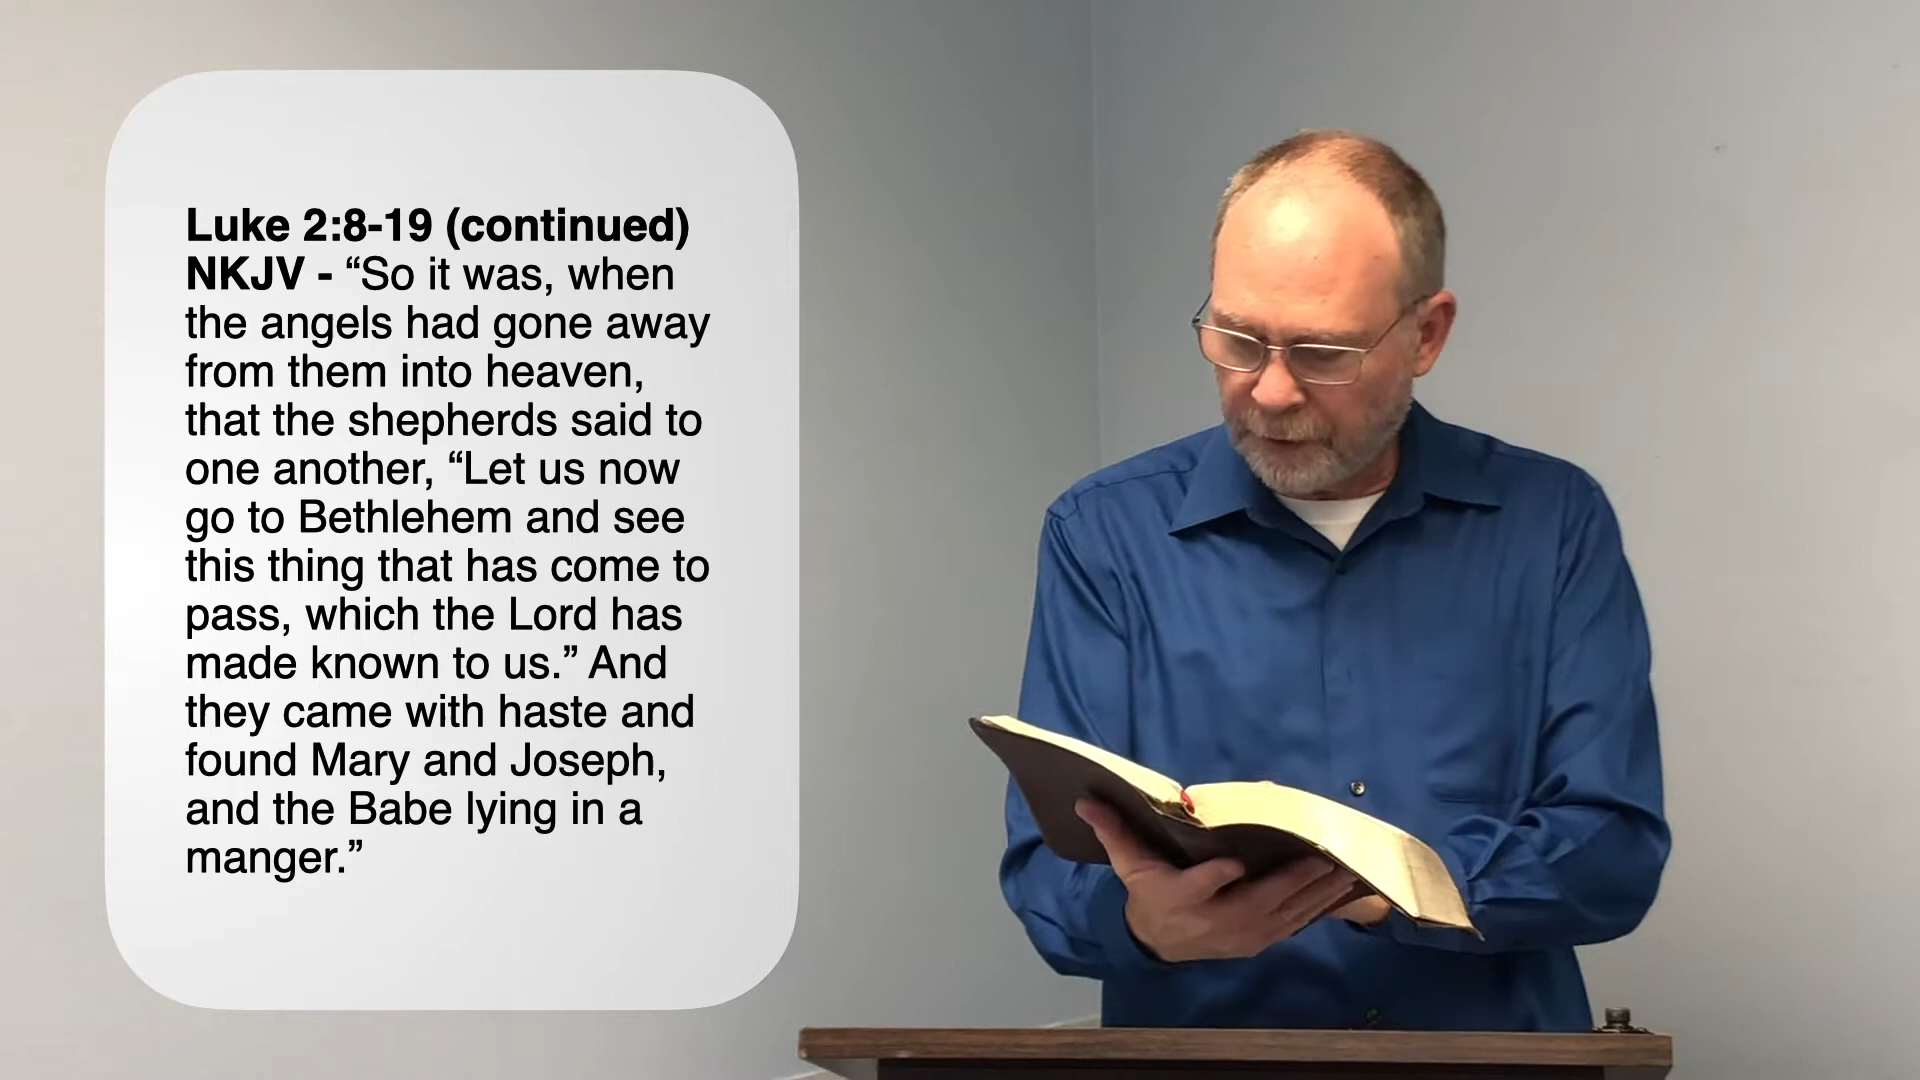 Luke 2:8-19 (continued)
NKJV - “So it was, when
the angels had gone away
from them into heaven,
that the shepherds said to
one another, “Let us now
go to Bethlehem and see
this thing that has come to
pass, which the Lord has
made known to us.” And
they came with haste and
found Mary and Joseph,
and the Babe lying in a
manger.”